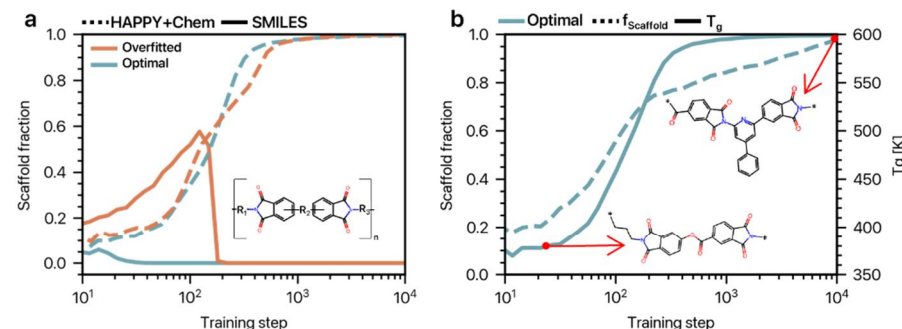 a
HAPPY+Chem SMILES
Overfitted
Optimal
Scaffold fraction
1.0
0.8
0.6
0.4
0.2
0.0
10¹ 10² 10³ 10⁴
Training step
R₁ N O O R₂ O O N R₃ n
b
Optimal f_Scaffold T_g
Scaffold fraction
1.0
0.8
0.6
0.4
0.2
0.0
600
550
500
450
400
350
Tg [K]
10¹ 10² 10³ 10⁴
Training step